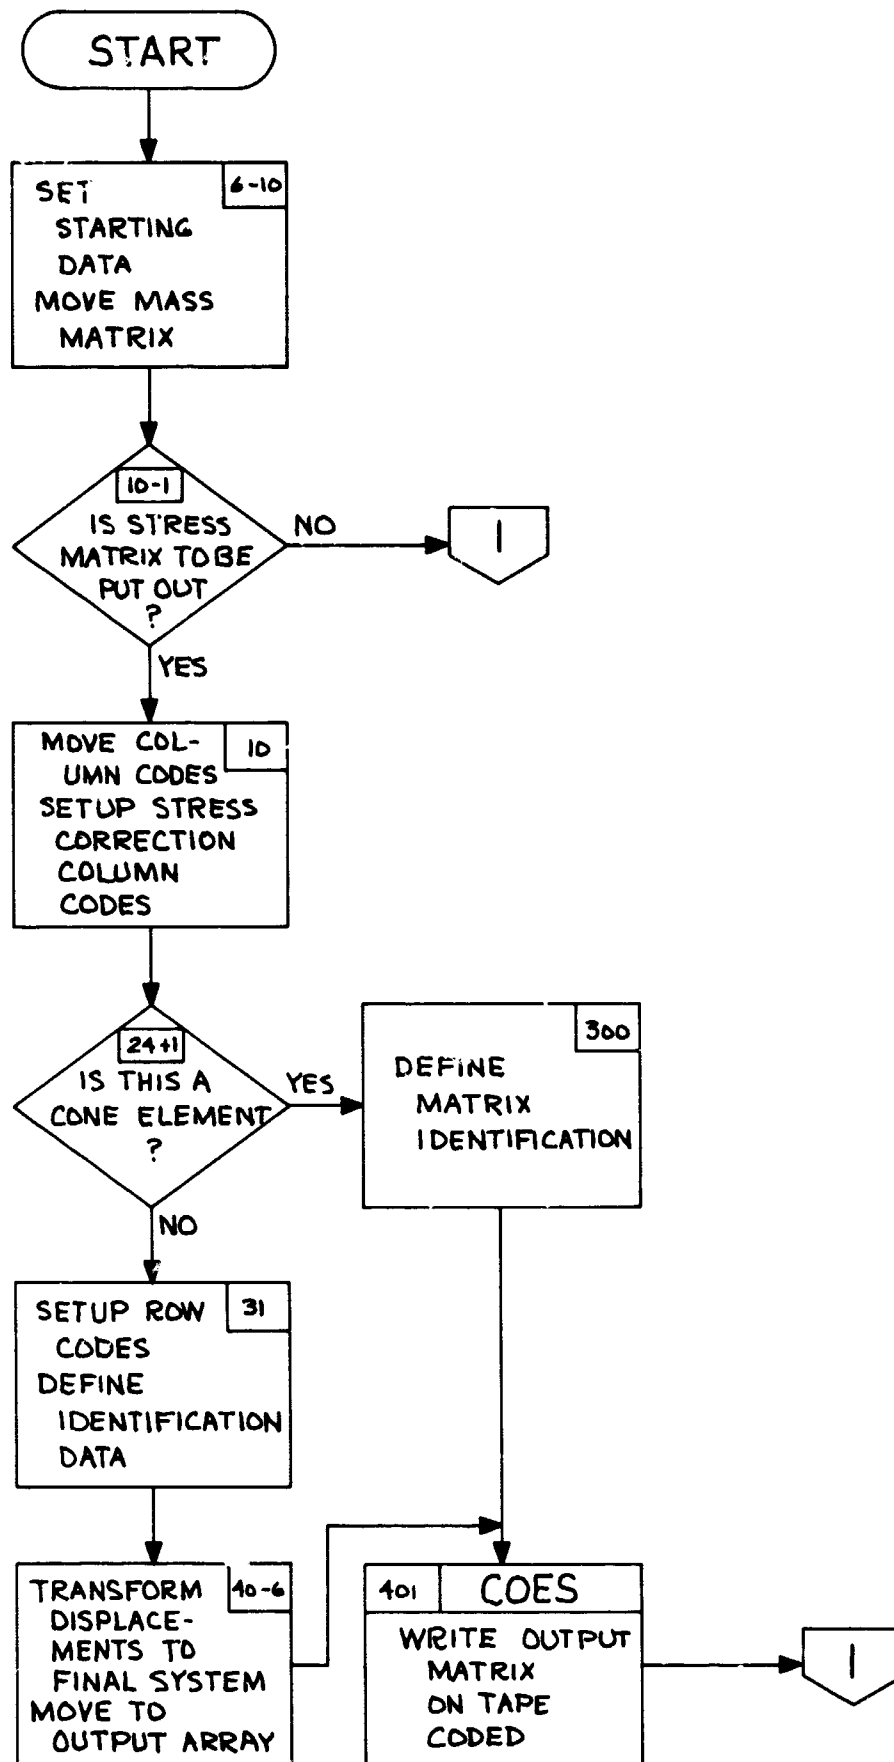 START
6-10
SET
STARTING
DATA
MOVE MASS
MATRIX
10-1
IS STRESS
MATRIX TO BE
PUT OUT
?
NO
1
YES
10
MOVE COL-
UMN CODES
SETUP STRESS
CORRECTION
COLUMN
CODES
24+1
IS THIS A
CONE ELEMENT
?
YES
300
DEFINE
MATRIX
IDENTIFICATION
NO
31
SETUP ROW
CODES
DEFINE
IDENTIFICATION
DATA
40-6
TRANSFORM
DISPLACE-
MENTS TO
FINAL SYSTEM
MOVE TO
OUTPUT ARRAY
401 COES
WRITE OUTPUT
MATRIX
ON TAPE
CODED
1